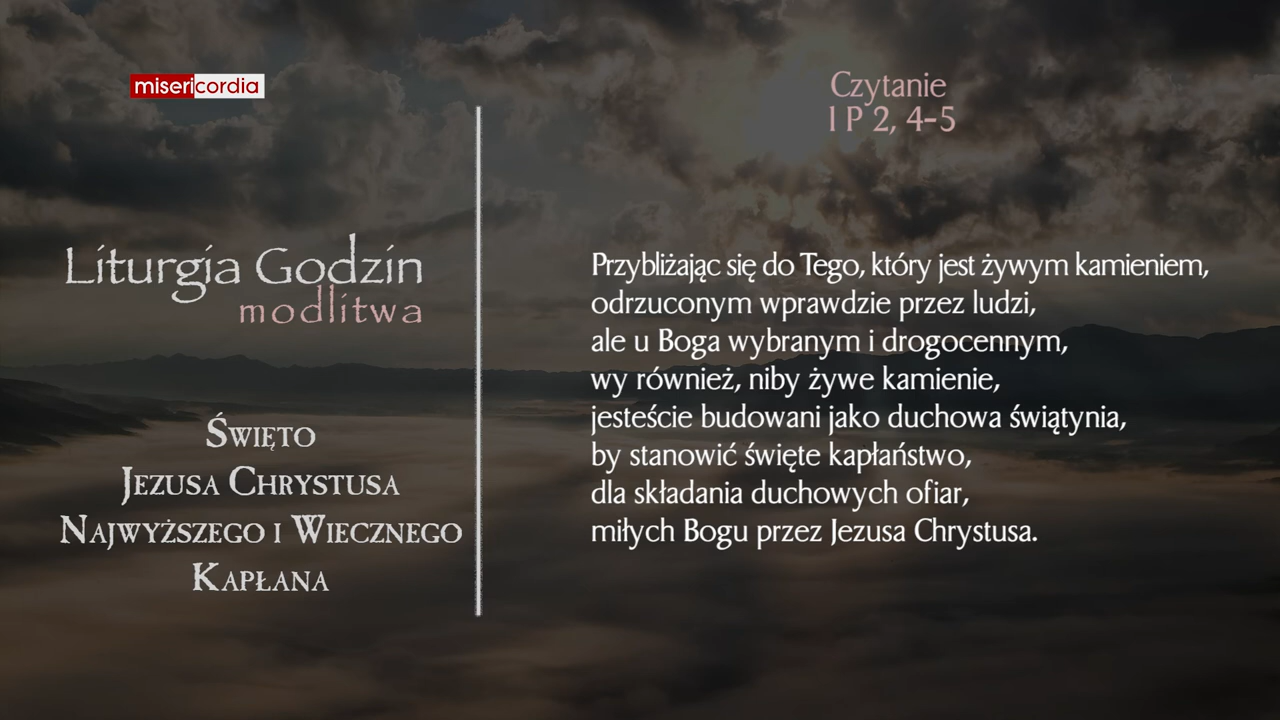 misericordia
Liturgia Godzin
modlitwa
Święto
Jezusa Chrystusa
Najwyższego i Wiecznego
Kapłana
Czytanie
1 P 2, 4-5
Przybliżając się do Tego, który jest żywym kamieniem,
odrzuconym wprawdzie przez ludzi,
ale u Boga wybranym i drogocennym,
wy również, niby żywe kamienie,
jesteście budowani jako duchowa świątynia,
by stanowić święte kapłaństwo,
dla składania duchowych ofiar,
miłych Bogu przez Jezusa Chrystusa.